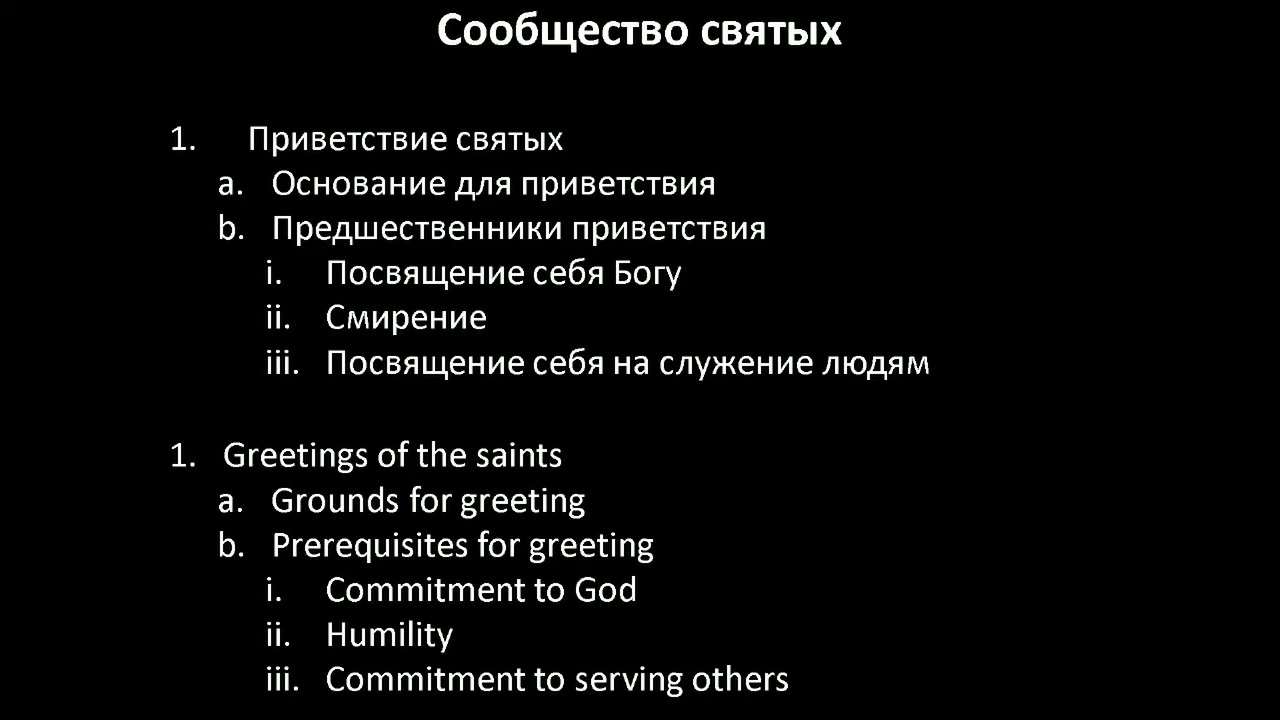 Сообщество святых
1. Приветствие святых
a. Основание для приветствия
b. Предшественники приветствия
i. Посвящение себя Богу
ii. Смирение
iii. Посвящение себя на служение людям
1. Greetings of the saints
a. Grounds for greeting
b. Prerequisites for greeting
i. Commitment to God
ii. Humility
iii. Commitment to serving others